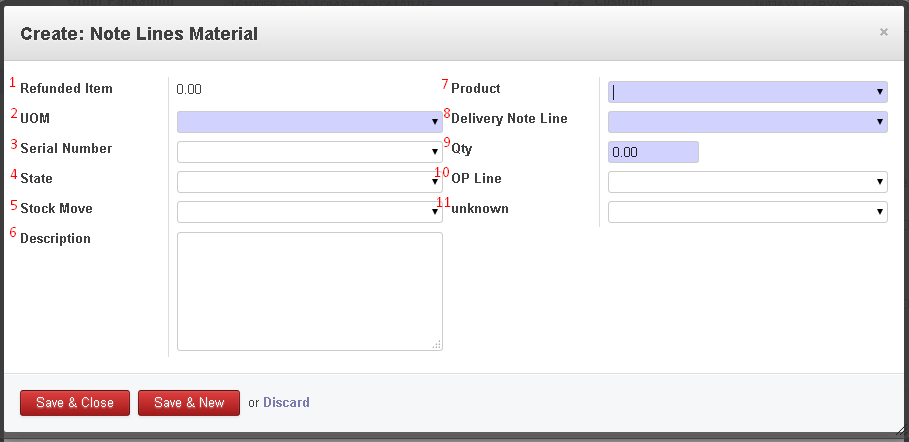 Create: Note Lines Material
×
1 Refunded Item 0.00
2 UOM
3 Serial Number
4 State
5 Stock Move
6 Description
7 Product
8 Delivery Note Line
9 Qty 0.00
10 OP Line
11 unknown
Save & Close Save & New or Discard